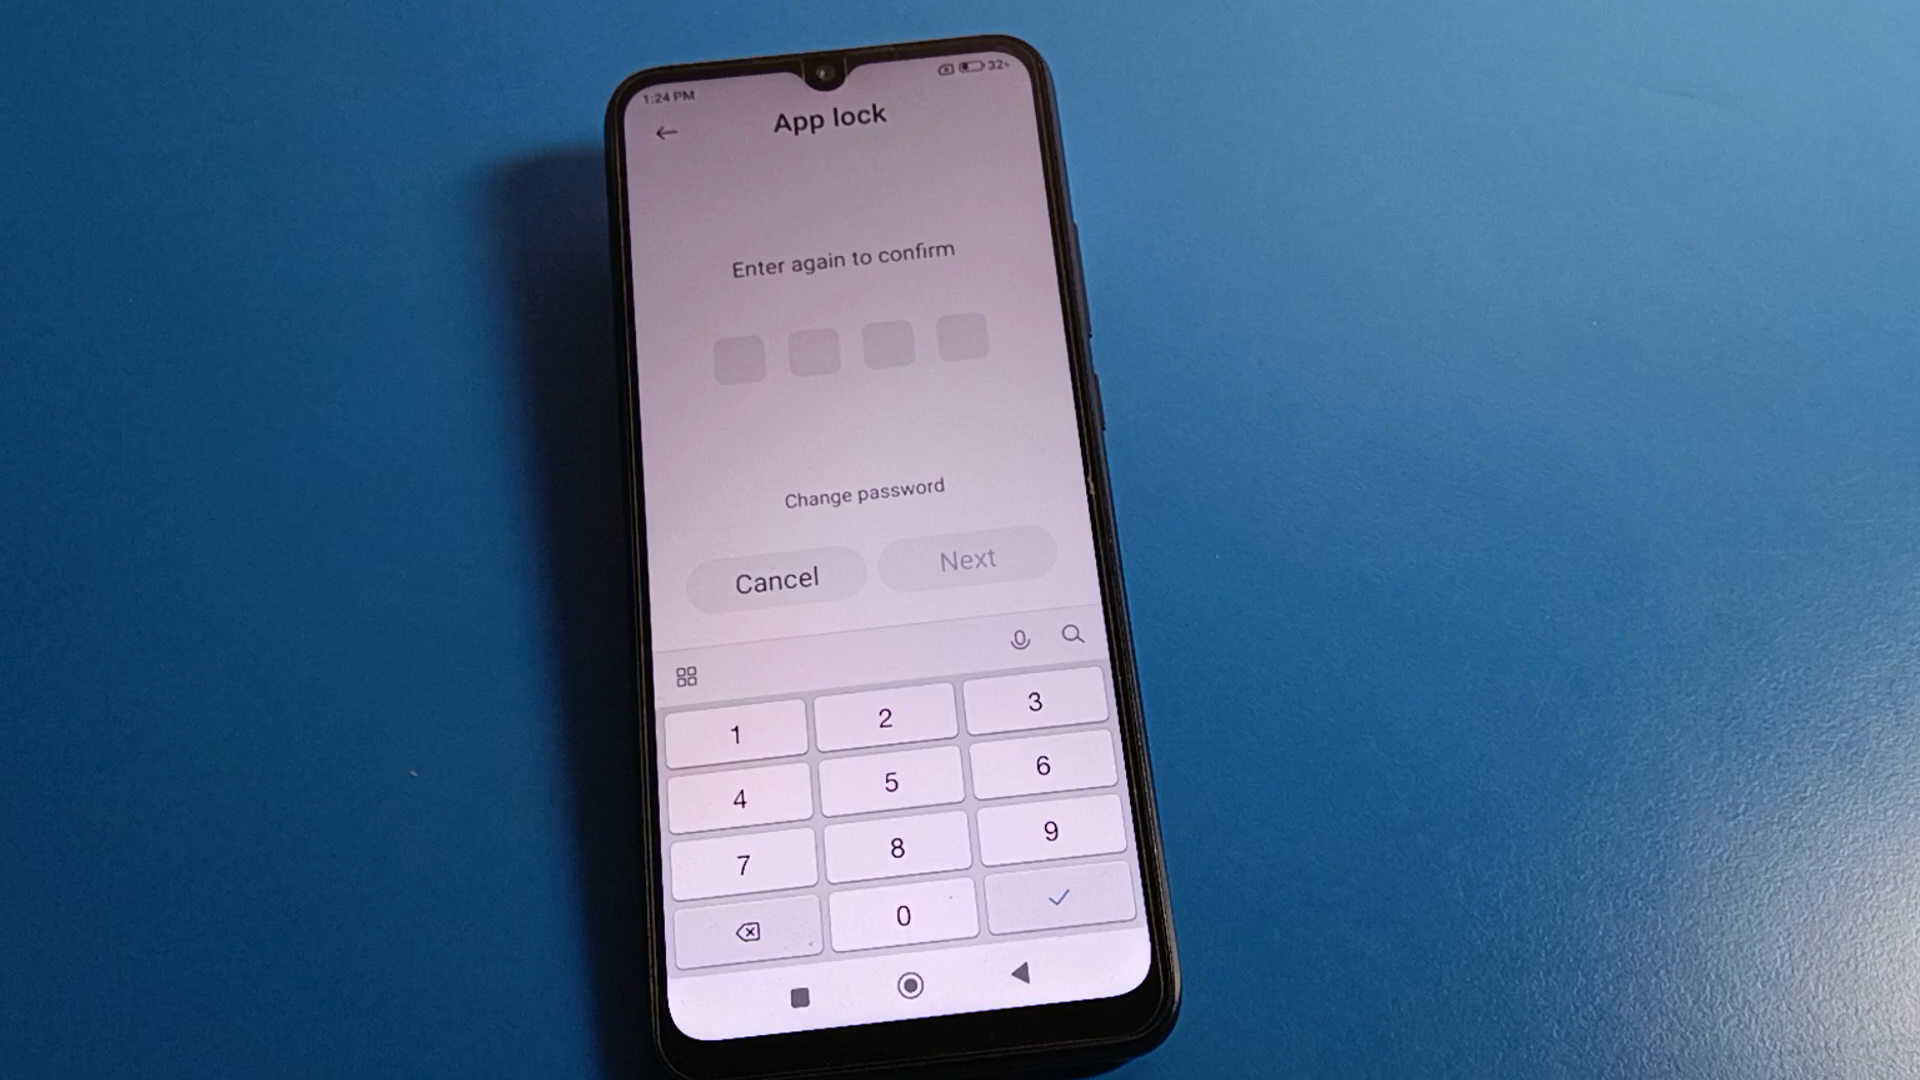 1:24 PM 32%
App lock
Enter again to confirm
Change password
Cancel Next
1 2 3
4 5 6
7 8 9
0